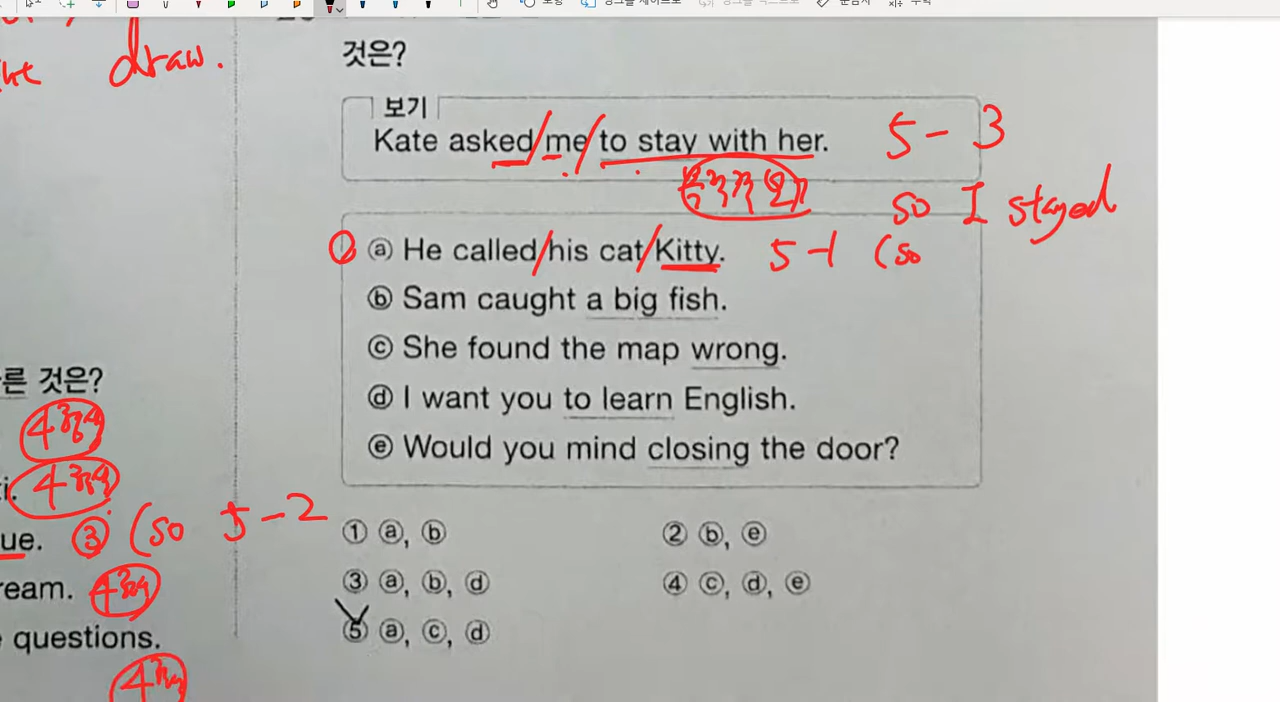 draw.
것은?
보기
Kate asked/me/to stay with her. 5-3
목적격보어
so I stayed
ⓐ He called/his cat/Kitty. 5-1 (so
ⓑ Sam caught a big fish.
ⓒ She found the map wrong.
ⓓ I want you to learn English.
ⓔ Would you mind closing the door?
른 것은?
4형식
4형식
ue. ③ (so 5-2
ream. 4형식
questions.
4형식
① ⓐ, ⓑ
② ⓑ, ⓔ
③ ⓐ, ⓑ, ⓓ
④ ⓒ, ⓓ, ⓔ
⑤ ⓐ, ⓒ, ⓓ